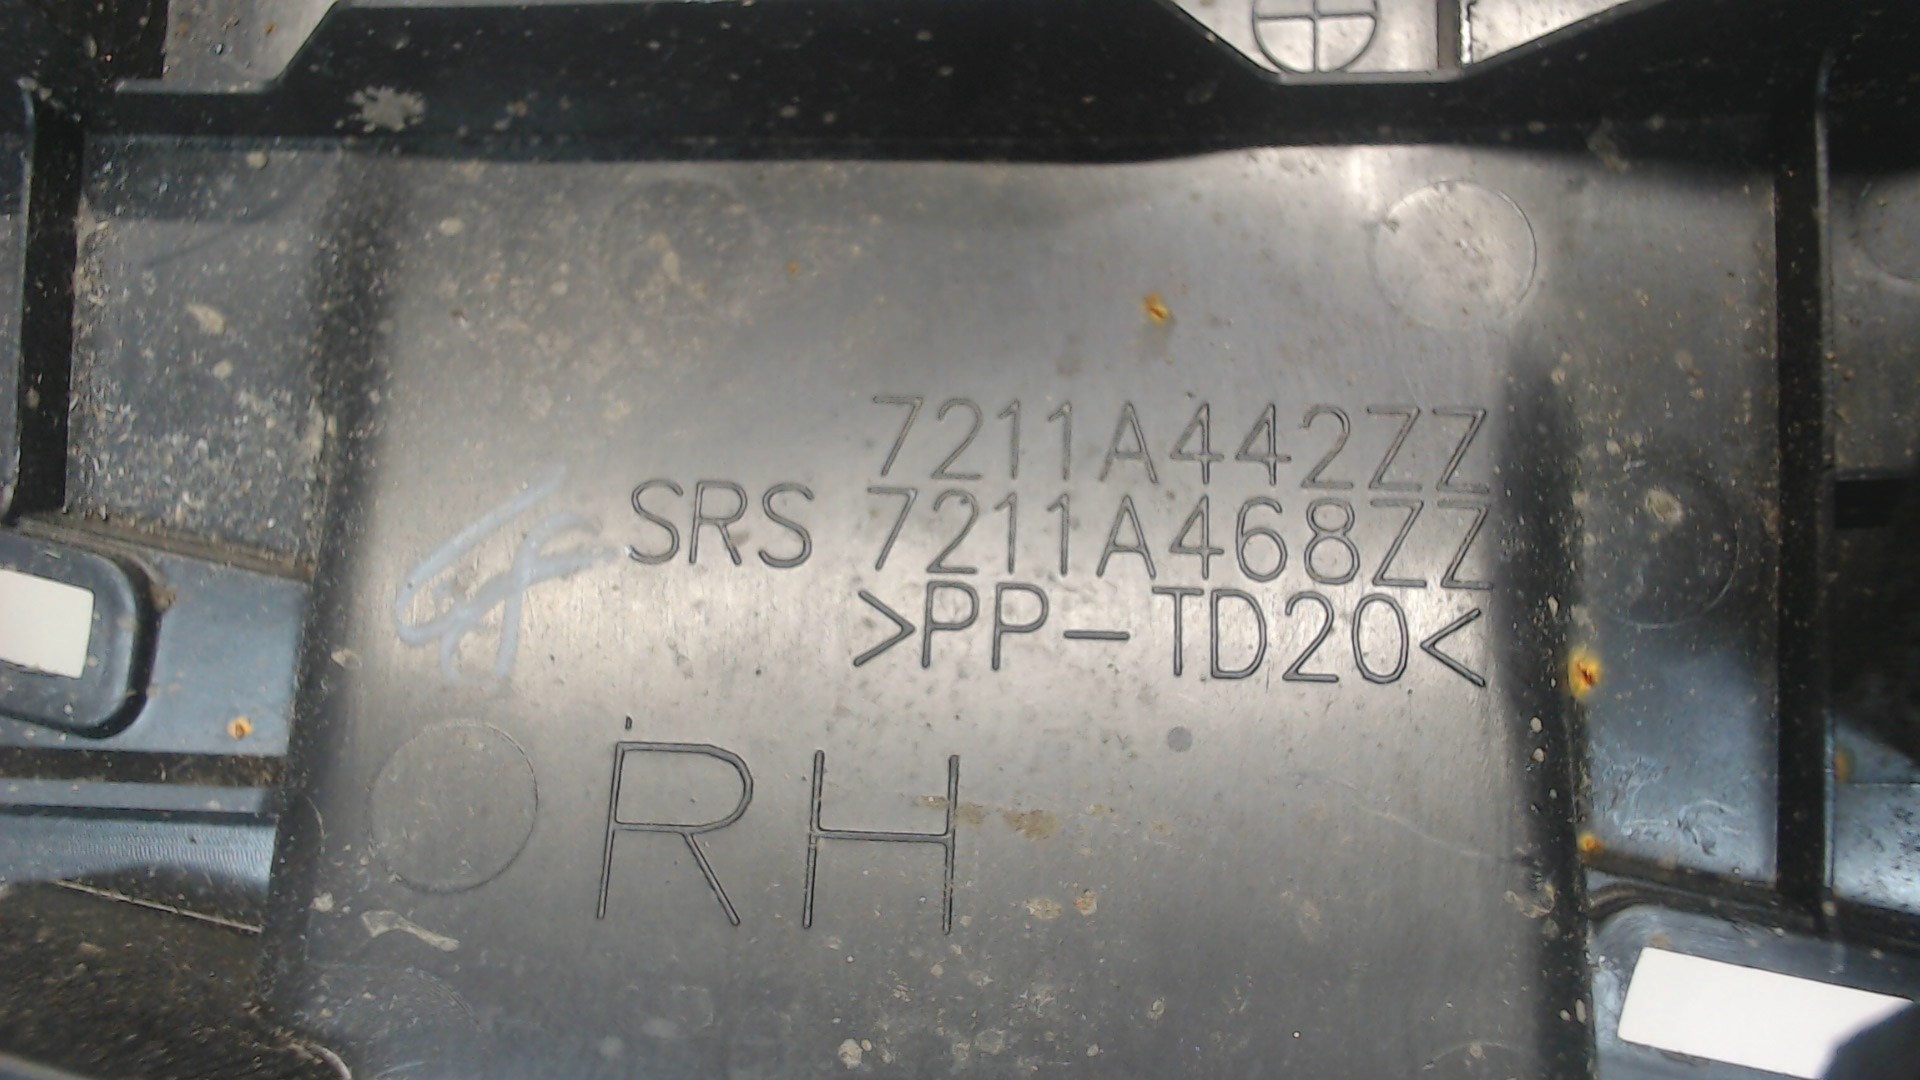 7211A442ZZ
SRS 7211A468ZZ
>PP-TD20<
RH